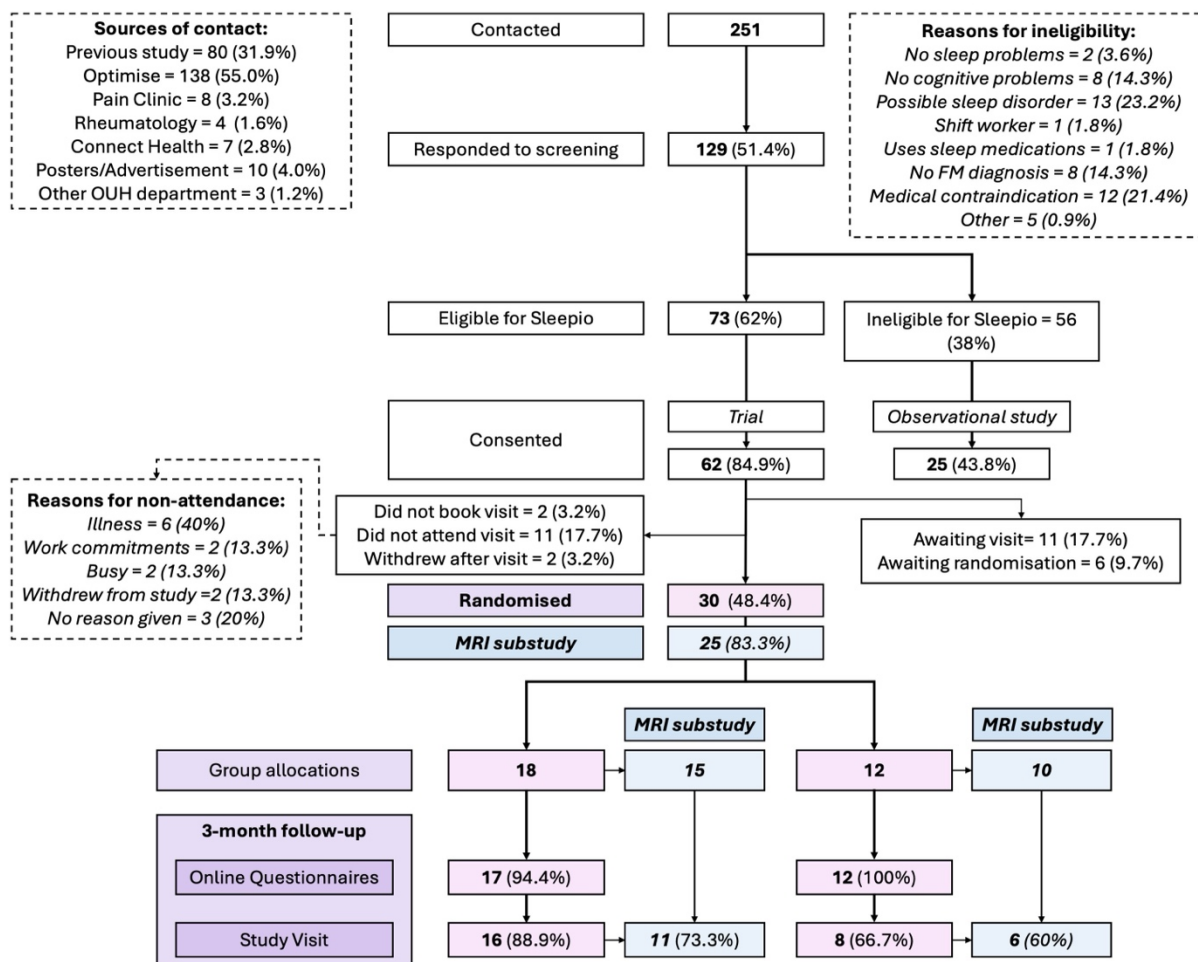 Sources of contact:
Previous study = 80 (31.9%)
Optimise = 138 (55.0%)
Pain Clinic = 8 (3.2%)
Rheumatology = 4 (1.6%)
Connect Health = 7 (2.8%)
Posters/Advertisement = 10 (4.0%)
Other OUH department = 3 (1.2%)
Contacted
251
Reasons for ineligibility:
No sleep problems = 2 (3.6%)
No cognitive problems = 8 (14.3%)
Possible sleep disorder = 13 (23.2%)
Shift worker = 1 (1.8%)
Uses sleep medications = 1 (1.8%)
No FM diagnosis = 8 (14.3%)
Medical contraindication = 12 (21.4%)
Other = 5 (0.9%)
Responded to screening
129 (51.4%)
Eligible for Sleepio
73 (62%)
Ineligible for Sleepio = 56
(38%)
Consented
Trial
Observational study
62 (84.9%)
25 (43.8%)
Reasons for non-attendance:
Illness = 6 (40%)
Work commitments = 2 (13.3%)
Busy = 2 (13.3%)
Withdrew from study =2 (13.3%)
No reason given = 3 (20%)
Did not book visit = 2 (3.2%)
Did not attend visit = 11 (17.7%)
Withdrew after visit = 2 (3.2%)
Awaiting visit= 11 (17.7%)
Awaiting randomisation = 6 (9.7%)
Randomised
30 (48.4%)
MRI substudy
25 (83.3%)
MRI substudy
MRI substudy
Group allocations
18
15
12
10
3-month follow-up
Online Questionnaires
17 (94.4%)
12 (100%)
Study Visit
16 (88.9%)
11 (73.3%)
8 (66.7%)
6 (60%)